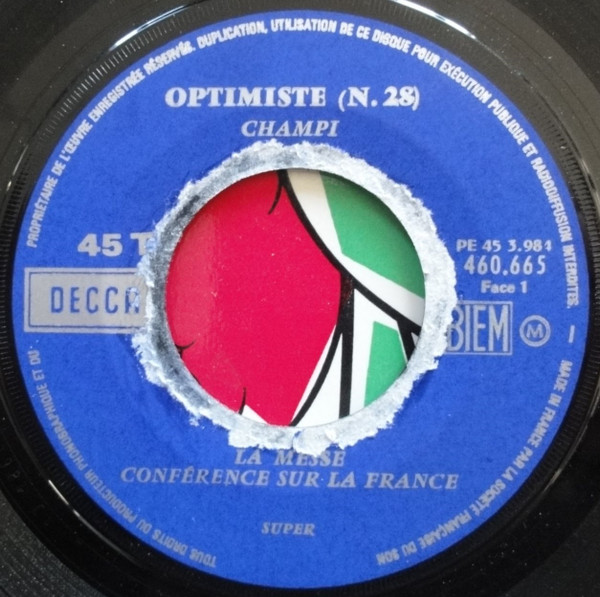 PROPRIÉTAIRE DE L'ŒUVRE ENREGISTRÉE RÉSERVÉS. DUPLICATION, UTILISATION DE CE DISQUE POUR EXÉCUTION PUBLIQUE ET RADIODIFFUSION INTERDITES.
OPTIMISTE (N. 28)
CHAMPI
45 T
PE 45 3.984
460.665
Face 1
DECCA
BIEM
M
LA MESSE
CONFÉRENCE SUR LA FRANCE
SUPER
MADE IN FRANCE PAR LA SOCIÉTÉ FRANÇAISE DU SON
TOUS DROITS DU PRODUCTEUR PHONOGRAPHIQUE ET DU